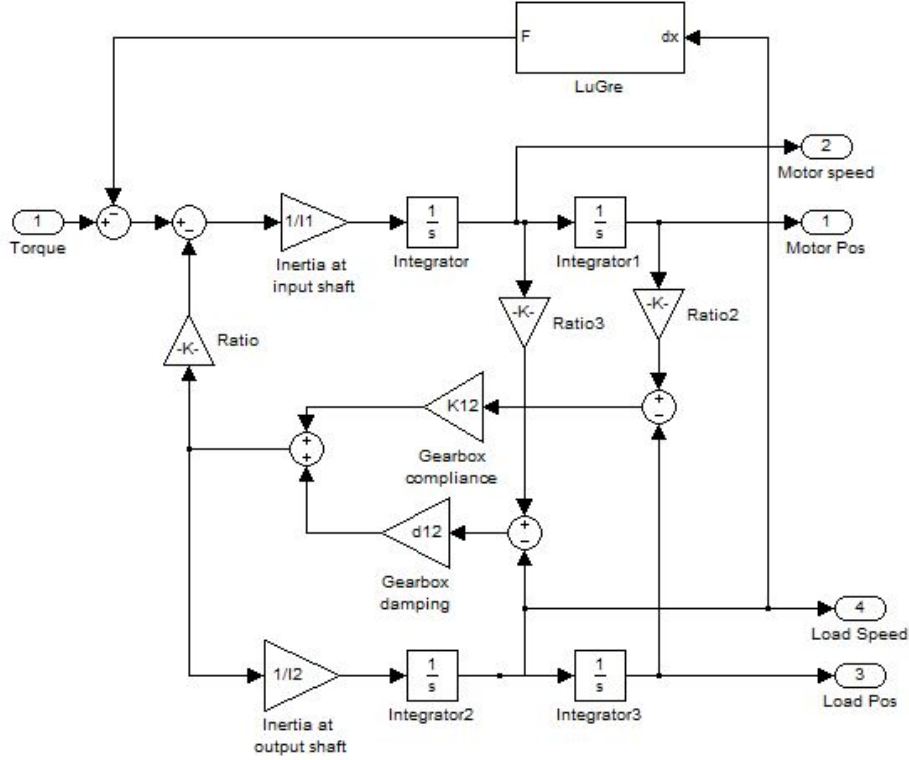 F dx
LuGre
2
Motor speed
1
Torque
+ −
+ −
1/I1
Inertia at
input shaft
1
s
Integrator
1
s
Integrator1
1
Motor Pos
-K-
Ratio3
-K-
Ratio2
-K-
Ratio
K12
Gearbox
compliance
+
−
+
+
d12
Gearbox
damping
+
−
4
Load Speed
1/I2
Inertia at
output shaft
1
s
Integrator2
1
s
Integrator3
3
Load Pos